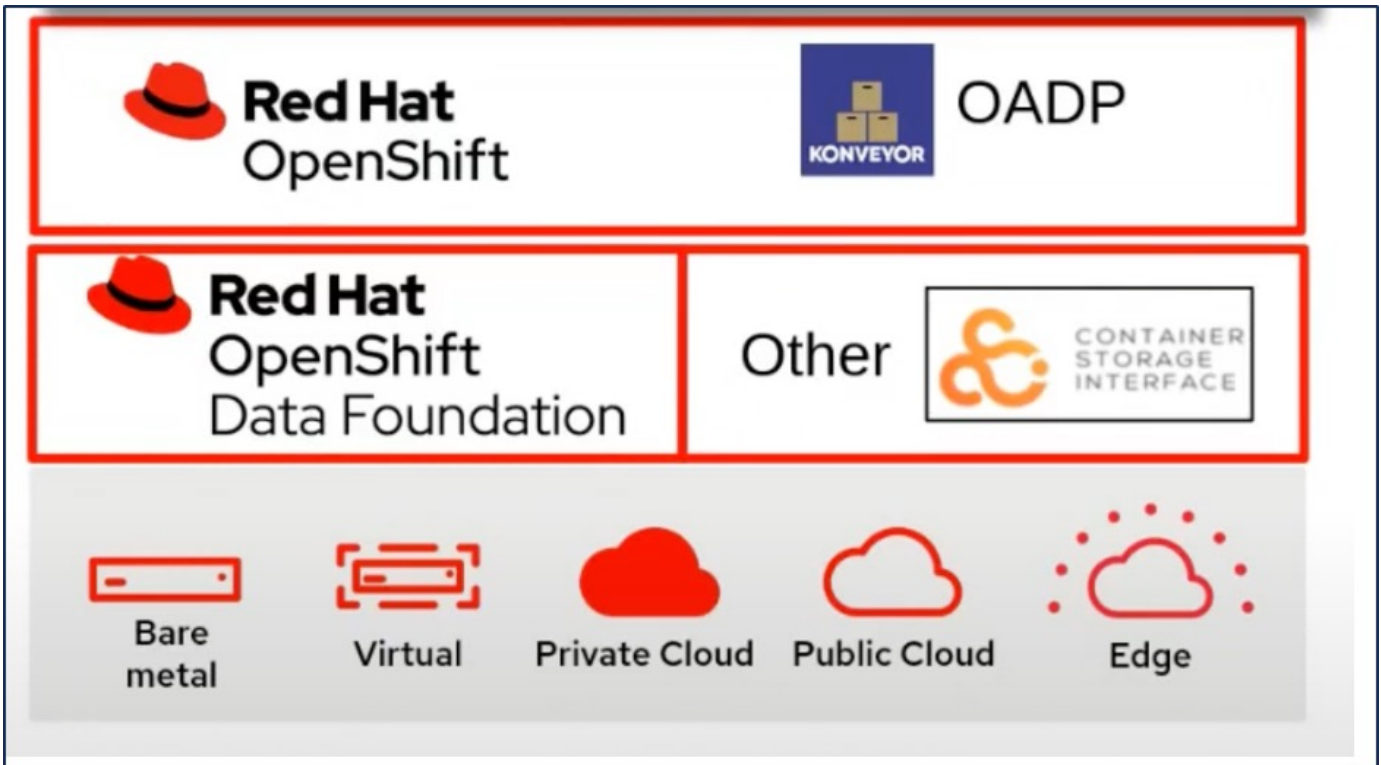 Red Hat
OpenShift
KONVEYOR
OADP
Red Hat
OpenShift
Data Foundation
Other
CONTAINER
STORAGE
INTERFACE
Bare
metal
Virtual
Private Cloud
Public Cloud
Edge